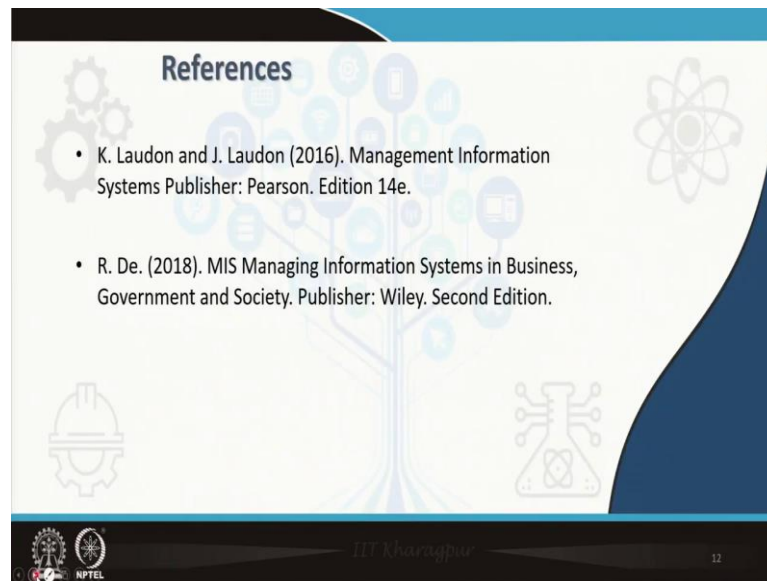 References
• K. Laudon and J. Laudon (2016). Management Information
Systems Publisher: Pearson. Edition 14e.
• R. De. (2018). MIS Managing Information Systems in Business,
Government and Society. Publisher: Wiley. Second Edition.
NPTEL
IIT Kharagpur
12